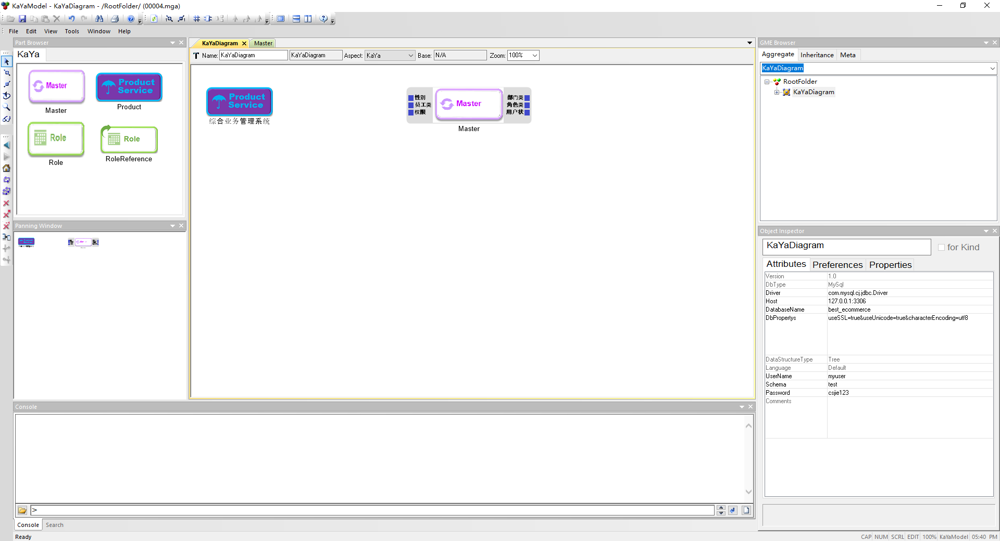 KaYaModel - KaYaDiagram - /RootFolder/ (00004.mga)
File Edit View Tools Window Help
Part Browser
KaYa
Master
Master
Product Service
Product
Role
Role
Role
RoleReference
Panning Window
KaYaDiagram
Master
Name: KaYaDiagram KaYaDiagram Aspect: KaYa Base: N/A Zoom: 100%
Product Service
综合业务管理系统
性别
员工类
权限
Master
部门类
角色类
用户状
Master
GME Browser
Aggregate Inheritance Meta
KaYaDiagram
RootFolder
KaYaDiagram
Object Inspector
KaYaDiagram
for Kind
Attributes Preferences Properties
Version 1.0
DbType MySql
Driver com.mysql.cj.jdbc.Driver
Host 127.0.0.1:3306
DatabaseName best_ecommerce
DbPropertys useSSL=true&useUnicode=true&characterEncoding=utf8
DataStructureType Tree
Language Default
UserName myuser
Schema test
Password csjie123
Comments
Console
>
Console Search
Ready
CAP NUM SCRL EDIT 100% KaYaModel 05:40 PM